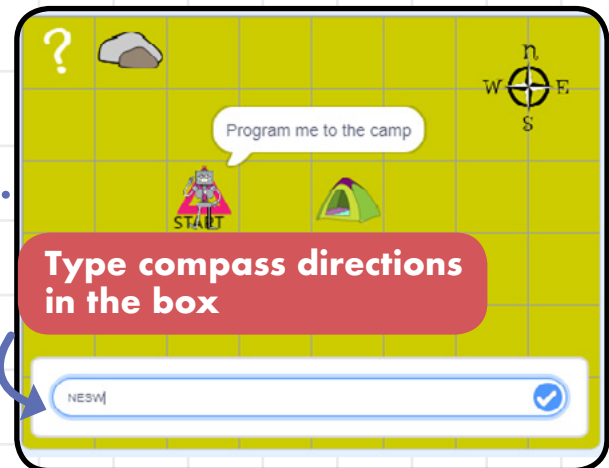 ?
n
W E
S
Program me to the camp
START
Type compass directions
in the box
NESW